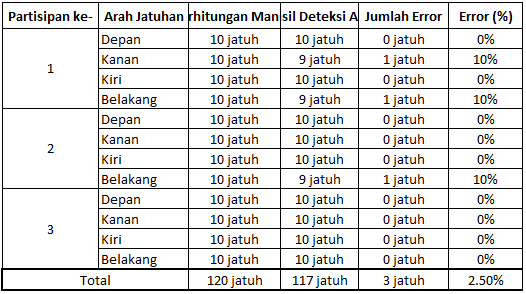 Partisipan ke- Arah Jatuhan rhitungan Man sil Deteksi A Jumlah Error Error (%)
1 Depan 10 jatuh 10 jatuh 0 jatuh 0%
Kanan 10 jatuh 9 jatuh 1 jatuh 10%
Kiri 10 jatuh 10 jatuh 0 jatuh 0%
Belakang 10 jatuh 9 jatuh 1 jatuh 10%
2 Depan 10 jatuh 10 jatuh 0 jatuh 0%
Kanan 10 jatuh 10 jatuh 0 jatuh 0%
Kiri 10 jatuh 10 jatuh 0 jatuh 0%
Belakang 10 jatuh 9 jatuh 1 jatuh 10%
3 Depan 10 jatuh 10 jatuh 0 jatuh 0%
Kanan 10 jatuh 10 jatuh 0 jatuh 0%
Kiri 10 jatuh 10 jatuh 0 jatuh 0%
Belakang 10 jatuh 10 jatuh 0 jatuh 0%
Total 120 jatuh 117 jatuh 3 jatuh 2.50%